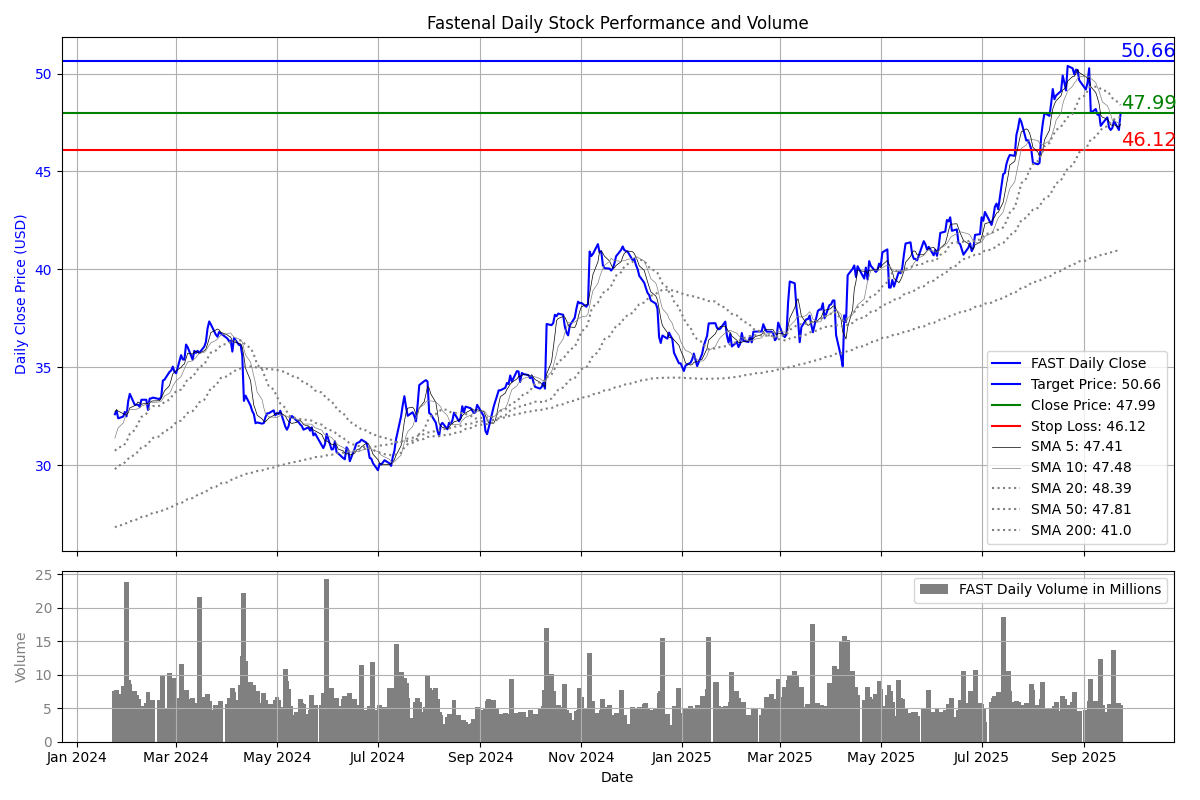 Fastenal Daily Stock Performance and Volume
50.66
50
47.99
46.12
45
40
35
30
Daily Close Price (USD)
FAST Daily Close
Target Price: 50.66
Close Price: 47.99
Stop Loss: 46.12
SMA 5: 47.41
SMA 10: 47.48
SMA 20: 48.39
SMA 50: 47.81
SMA 200: 41.0
25
20
15
10
5
0
Volume
FAST Daily Volume in Millions
Jan 2024 Mar 2024 May 2024 Jul 2024 Sep 2024 Nov 2024 Jan 2025 Mar 2025 May 2025 Jul 2025 Sep 2025
Date